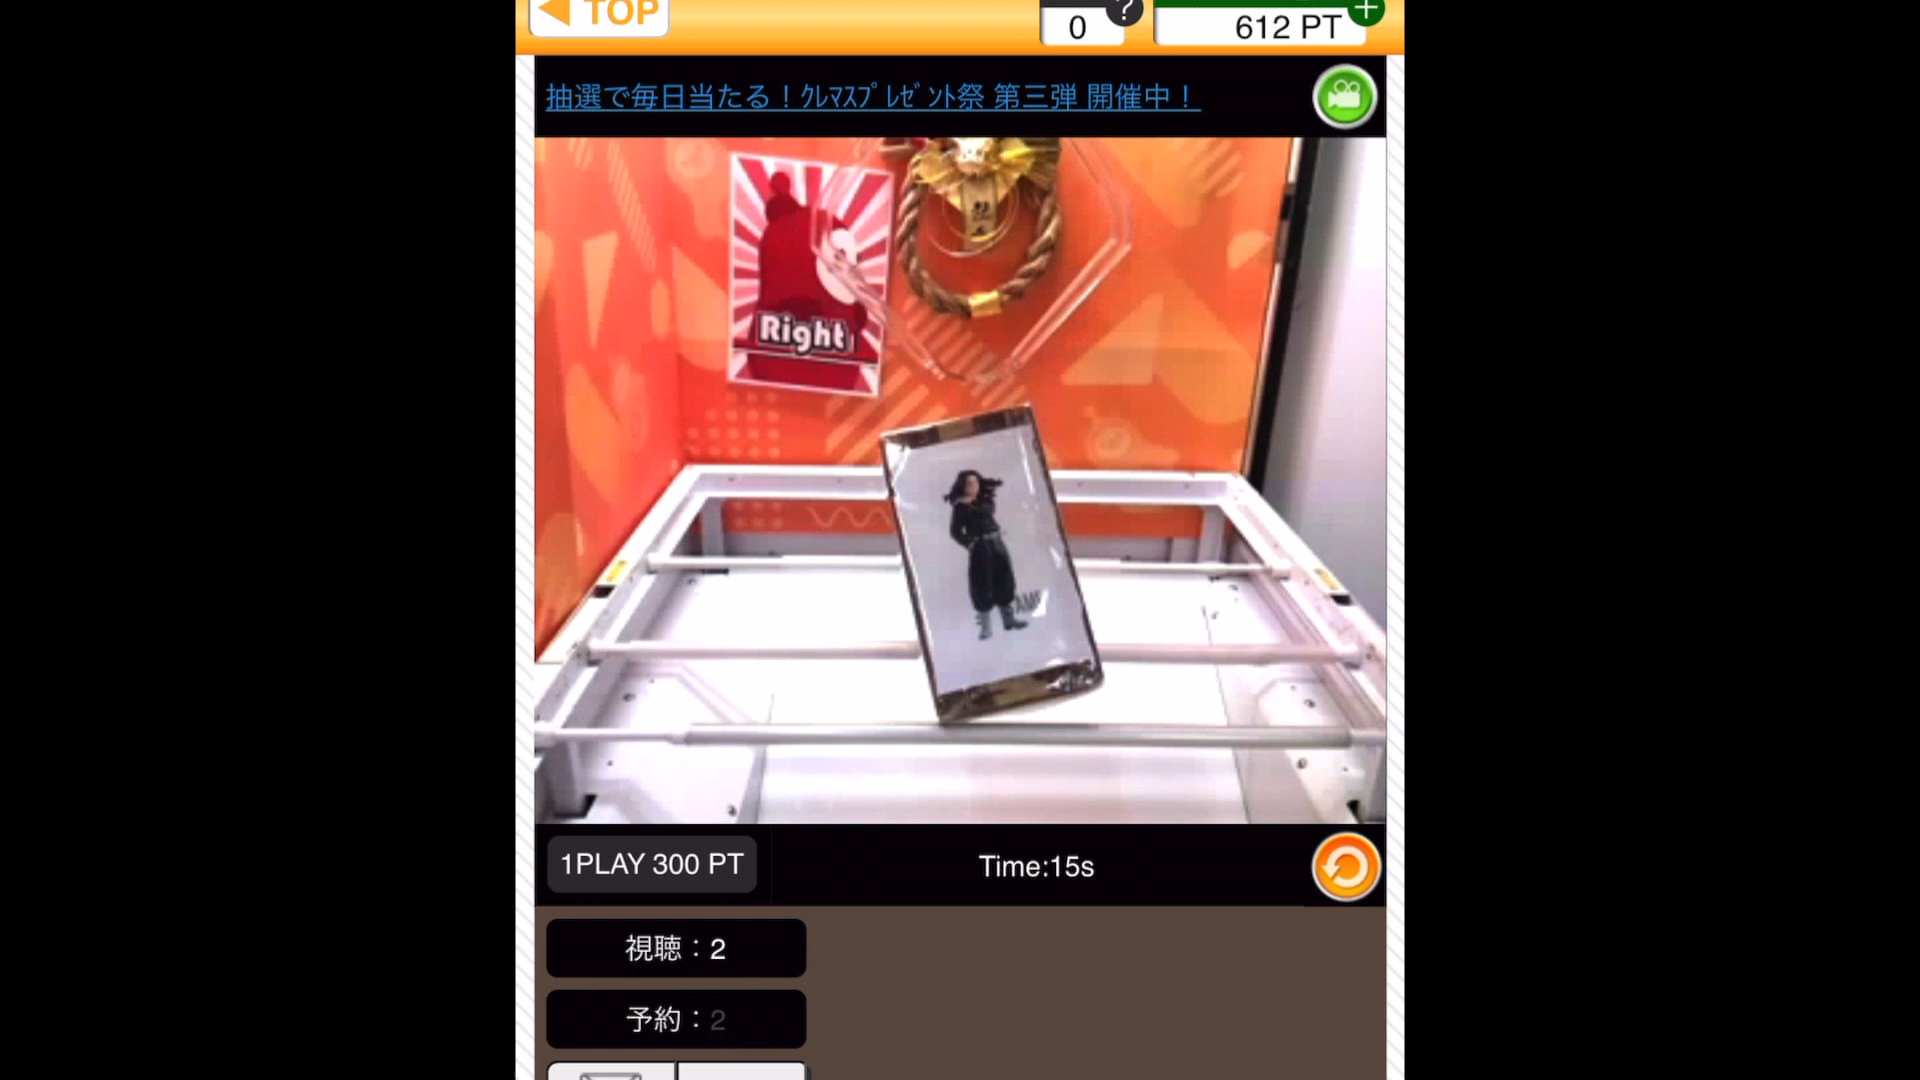 TOP
0
?
612 PT
+
抽選で毎日当たる！ｸﾚﾏｽﾌﾟﾚｾﾞﾝﾄ祭 第三弾 開催中！
Right
1PLAY 300 PT
Time:15s
視聴：2
予約：2